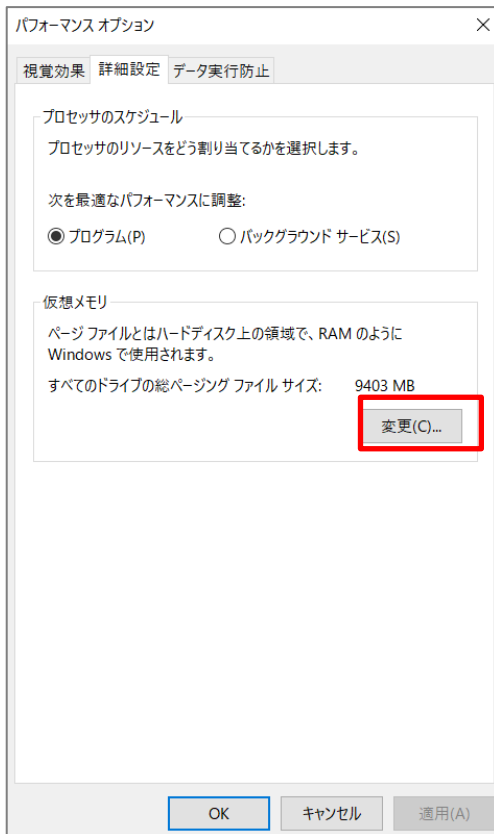 パフォーマンス オプション
視覚効果 詳細設定 データ実行防止
プロセッサのスケジュール
プロセッサのリソースをどう割り当てるかを選択します。
次を最適なパフォーマンスに調整:
プログラム(P) バックグラウンド サービス(S)
仮想メモリ
ページ ファイルとはハードディスク上の領域で、RAM のように
Windows で使用されます。
すべてのドライブの総ページング ファイル サイズ: 9403 MB
変更(C)...
OK キャンセル 適用(A)